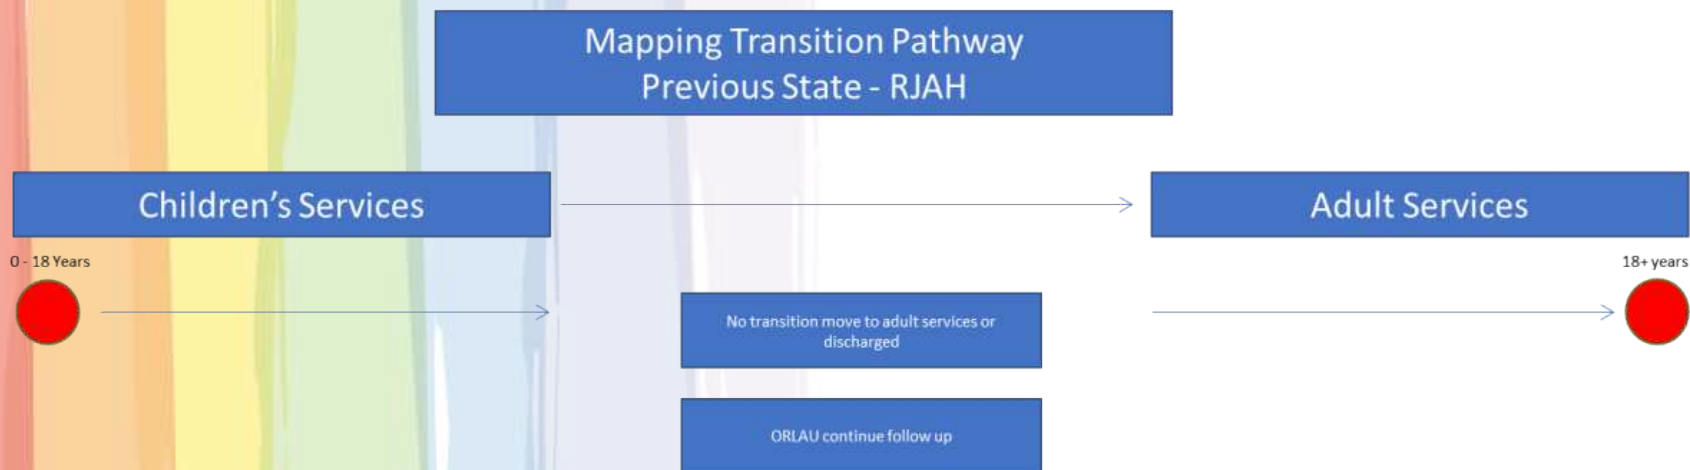 Mapping Transition Pathway
Previous State - RJAH
Children's Services
Adult Services
0 - 18 Years
18+ years
No transition move to adult services or
discharged
ORLAU continue follow up